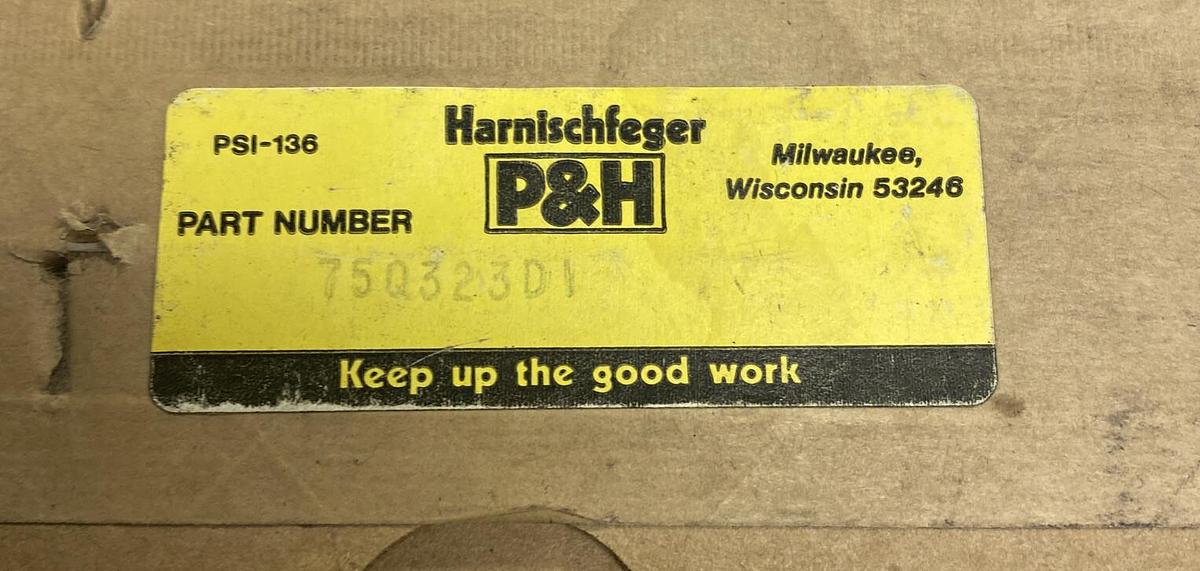 Harnischfeger
P&H
PSI-136
Milwaukee,
Wisconsin 53246
PART NUMBER
75Q323D1
Keep up the good work